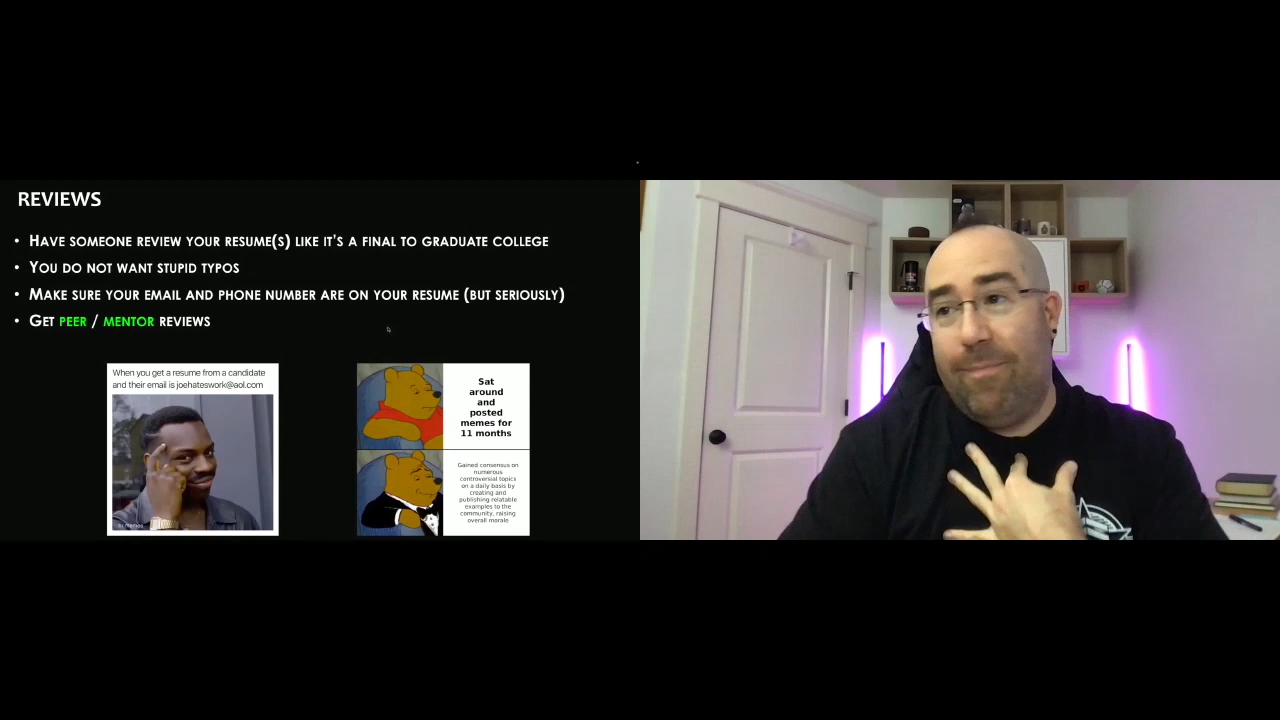 REVIEWS
• HAVE SOMEONE REVIEW YOUR RESUME(S) LIKE IT'S A FINAL TO GRADUATE COLLEGE
• YOU DO NOT WANT STUPID TYPOS
• MAKE SURE YOUR EMAIL AND PHONE NUMBER ARE ON YOUR RESUME (BUT SERIOUSLY)
• GET PEER / MENTOR REVIEWS
When you get a resume from a candidate
and their email is joehateswork@aol.com
Sat
around
and
posted
memes for
11 months
Gained consensus on
numerous
controversial topics
on a daily basis by
creating and
publishing relatable
examples to the
community, raising
overall morale